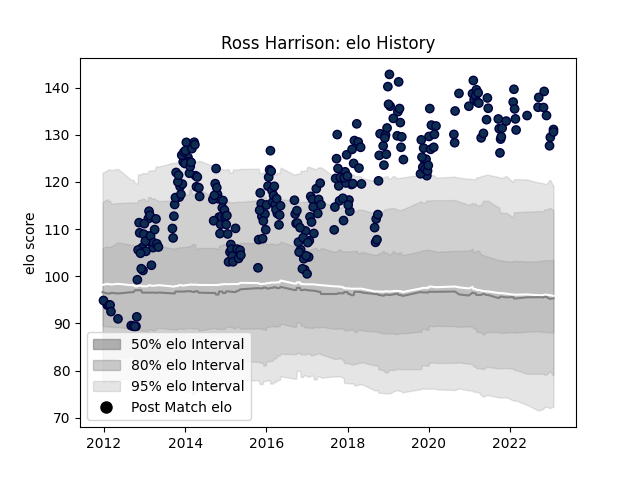 Ross Harrison: elo History
elo score
140
130
120
110
100
90
80
70
50% elo Interval
80% elo Interval
95% elo Interval
Post Match elo
2012 2014 2016 2018 2020 2022